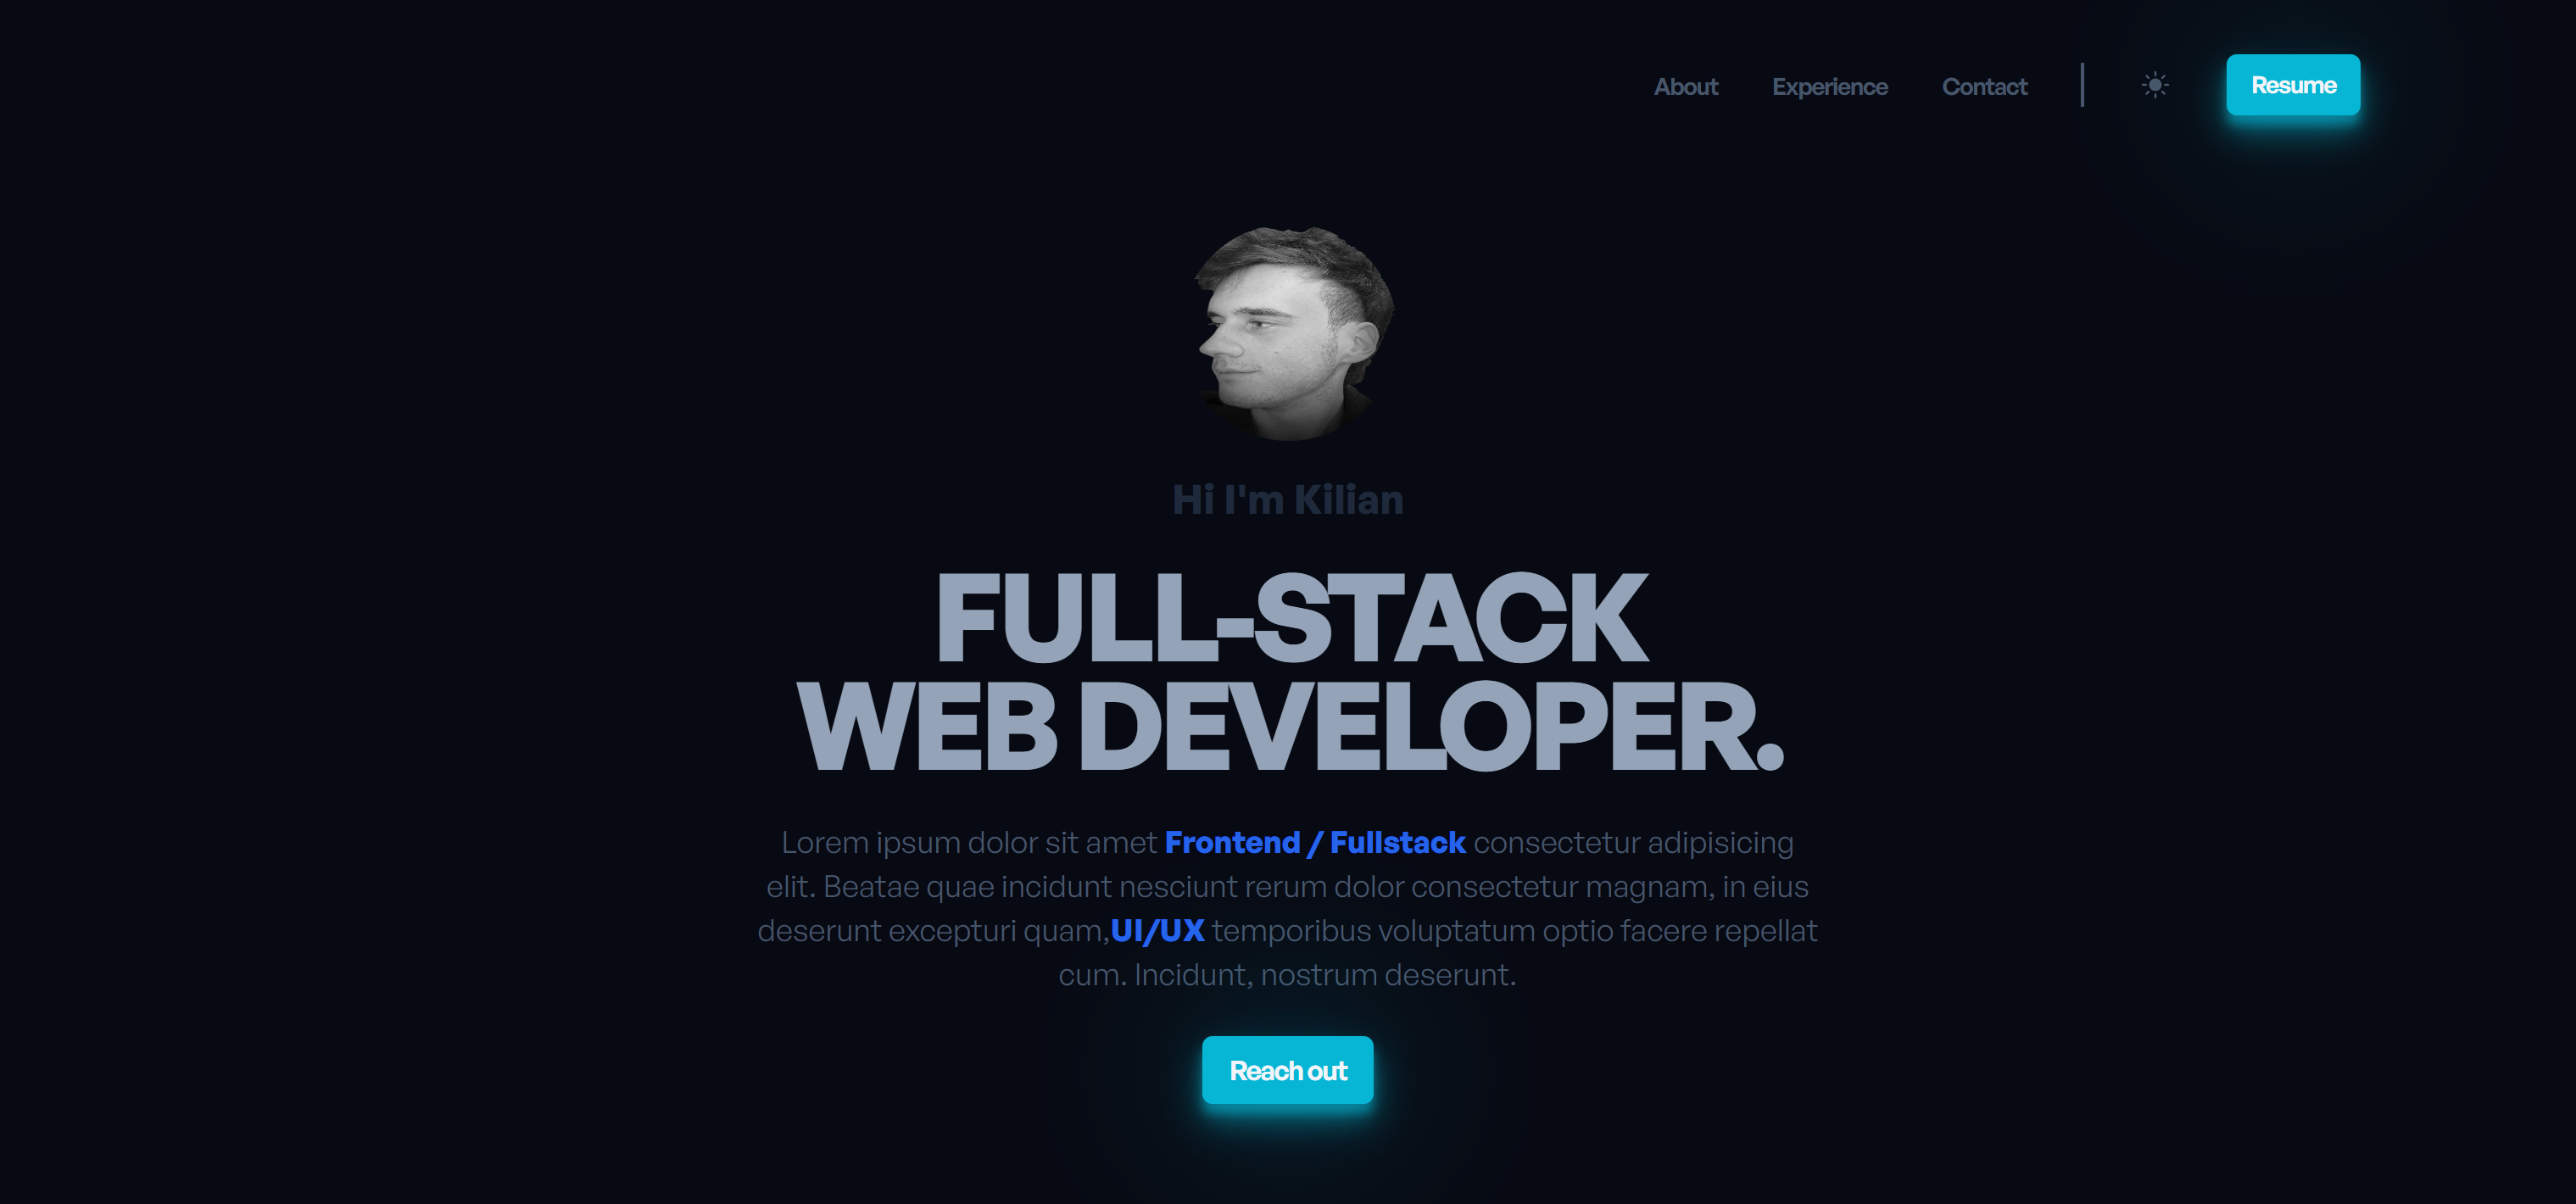 About Experience Contact Resume
Hi I'm Kilian
FULL-STACK
WEB DEVELOPER.
Lorem ipsum dolor sit amet Frontend / Fullstack consectetur adipisicing
elit. Beatae quae incidunt nesciunt rerum dolor consectetur magnam, in eius
deserunt excepturi quam,UI/UX temporibus voluptatum optio facere repellat
cum. Incidunt, nostrum deserunt.
Reach out